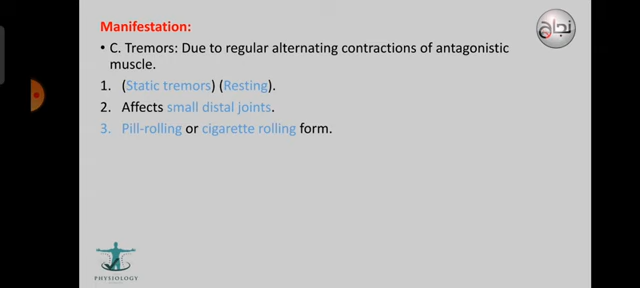 Manifestation:
• C. Tremors: Due to regular alternating contractions of antagonistic
muscle.
1. (Static tremors) (Resting).
2. Affects small distal joints.
3. Pill-rolling or cigarette rolling form.
نجاح
PHYSIOLOGY